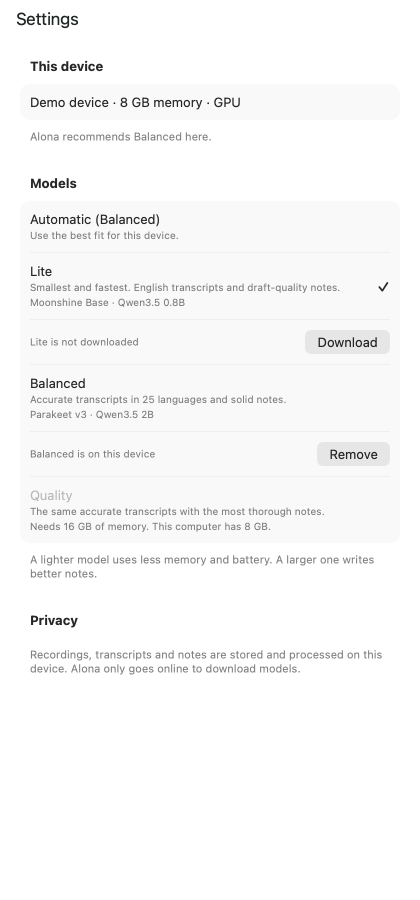 Settings
This device
Demo device · 8 GB memory · GPU
Alona recommends Balanced here.
Models
Automatic (Balanced)
Use the best fit for this device.
Lite
Smallest and fastest. English transcripts and draft-quality notes.
Moonshine Base · Qwen3.5 0.8B
Lite is not downloaded
Download
Balanced
Accurate transcripts in 25 languages and solid notes.
Parakeet v3 · Qwen3.5 2B
Balanced is on this device
Remove
Quality
The same accurate transcripts with the most thorough notes.
Needs 16 GB of memory. This computer has 8 GB.
A lighter model uses less memory and battery. A larger one writes
better notes.
Privacy
Recordings, transcripts and notes are stored and processed on this
device. Alona only goes online to download models.